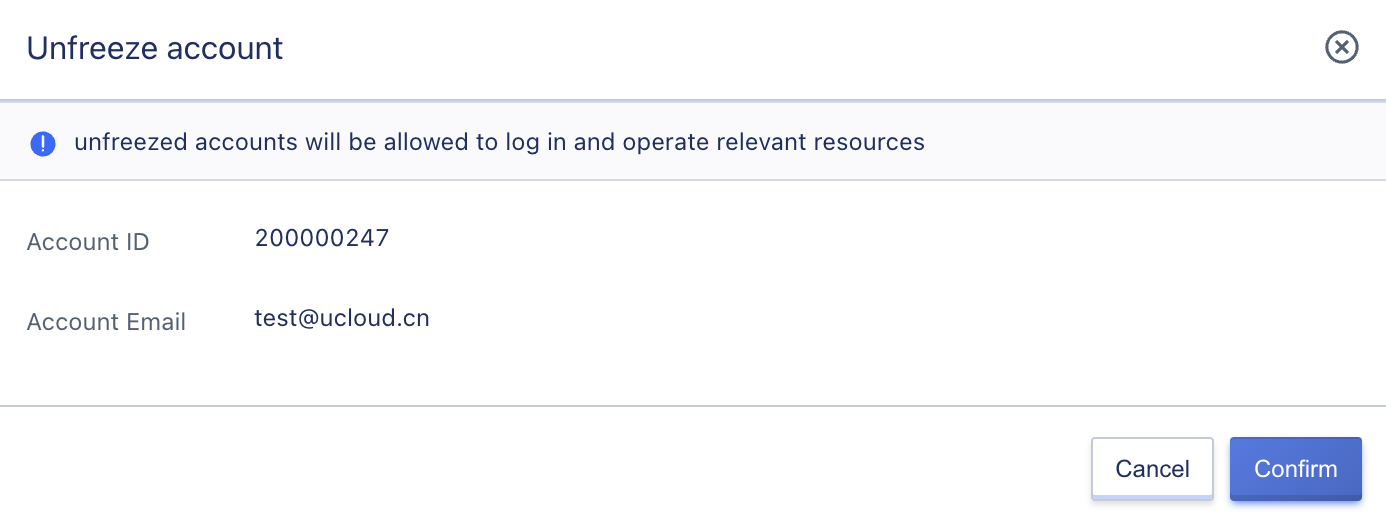 Unfreeze account
unfreezed accounts will be allowed to log in and operate relevant resources
Account ID 200000247
Account Email test@ucloud.cn
Cancel Confirm